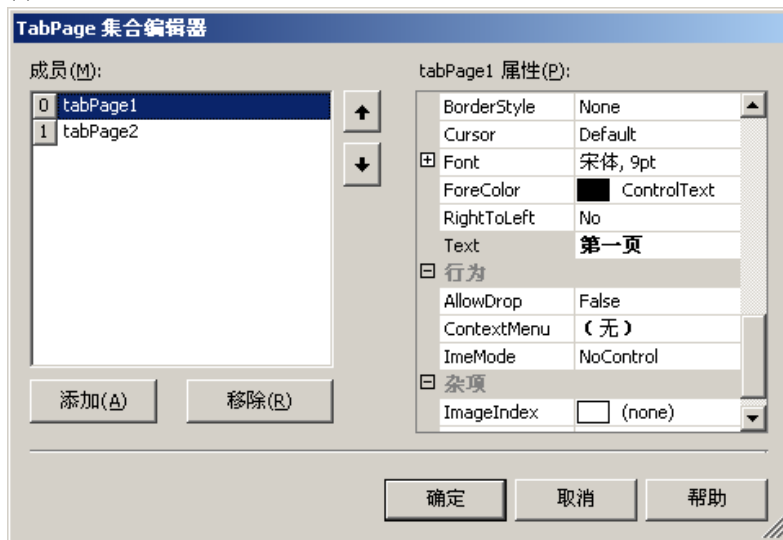 TabPage 集合编辑器
成员(M):
0 tabPage1
1 tabPage2
添加(A) 移除(R)
tabPage1 属性(P):
BorderStyle None
Cursor Default
Font 宋体, 9pt
ForeColor ControlText
RightToLeft No
Text 第一页
行为
AllowDrop False
ContextMenu （无）
ImeMode NoControl
杂项
ImageIndex (none)
确定 取消 帮助